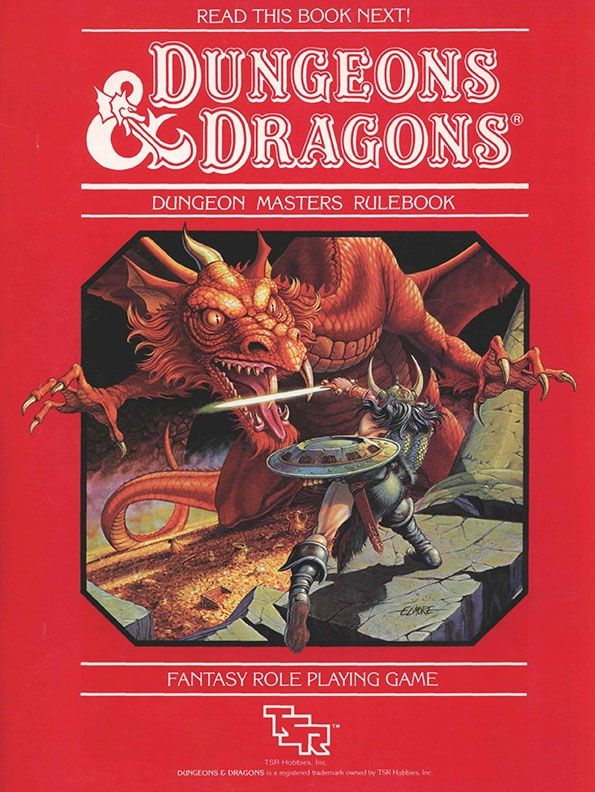 READ THIS BOOK NEXT!
DUNGEONS
& DRAGONS®
DUNGEON MASTERS RULEBOOK
ELMORE
FANTASY ROLE PLAYING GAME
TSR™
TSR Hobbies, Inc.
DUNGEONS & DRAGONS is a registered trademark owned by TSR Hobbies, Inc.